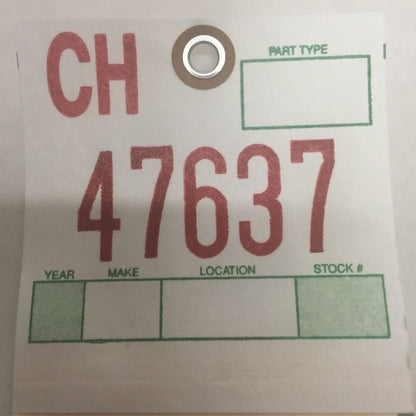 CH
PART TYPE
47637
YEAR MAKE LOCATION STOCK #